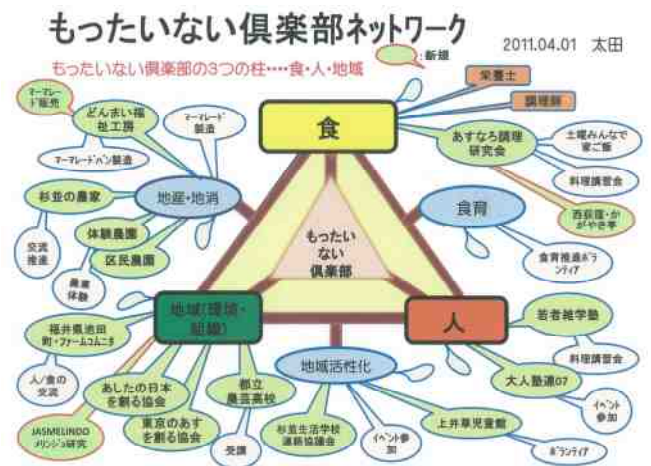 もったいない倶楽部ネットワーク
:新規
2011.04.01 太田
もったいない倶楽部の3つの柱‥‥食・人・地域
栄養士
調理師
食
あすなろ調理
研究会
土曜みんなで
家ご飯
料理講習会
西荻窪・か
がやき亭
マーマレー
ド販売
どんまい福
祉工房
マーマレード
製造
マーマレードパン製造
杉並の農家
地産・地消
交流
推進
体験農園
区民農園
農業
体験
食育
食育推進ボラ
ンティア
もったい
ない
倶楽部
地域(環境・
組織)
人
福井県池田
町・ファームコムニタ
人/食の
交流
あしたの日本
を創る協会
JASMELINDO
メリンジョ研究
東京のあす
を創る協会
都立
農芸高校
受講
地域活性化
杉並生活学校
連絡協議会
イベント参
加
上井草児童館
ボランティア
若者雑学塾
料理講習会
大人塾連07
イベント
参加